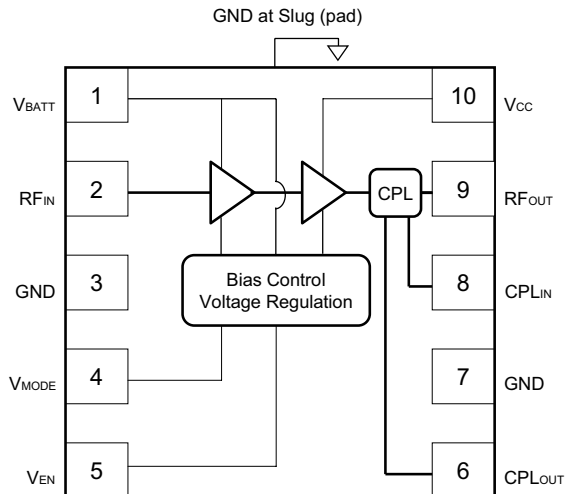 GND at Slug (pad)
VBATT 1
10 VCC
RFIN 2
CPL
9 RFOUT
GND 3
Bias Control
Voltage Regulation
8 CPLIN
VMODE 4
7 GND
VEN 5
6 CPLOUT